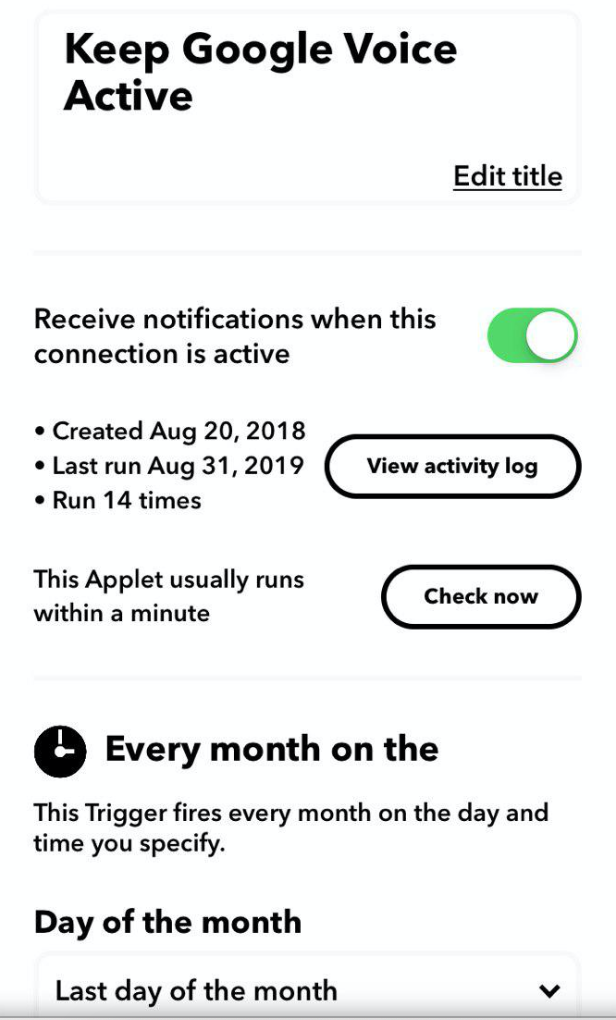 Keep Google Voice
Active
Edit title
Receive notifications when this
connection is active
• Created Aug 20, 2018
• Last run Aug 31, 2019
• Run 14 times
View activity log
This Applet usually runs
within a minute
Check now
Every month on the
This Trigger fires every month on the day and
time you specify.
Day of the month
Last day of the month